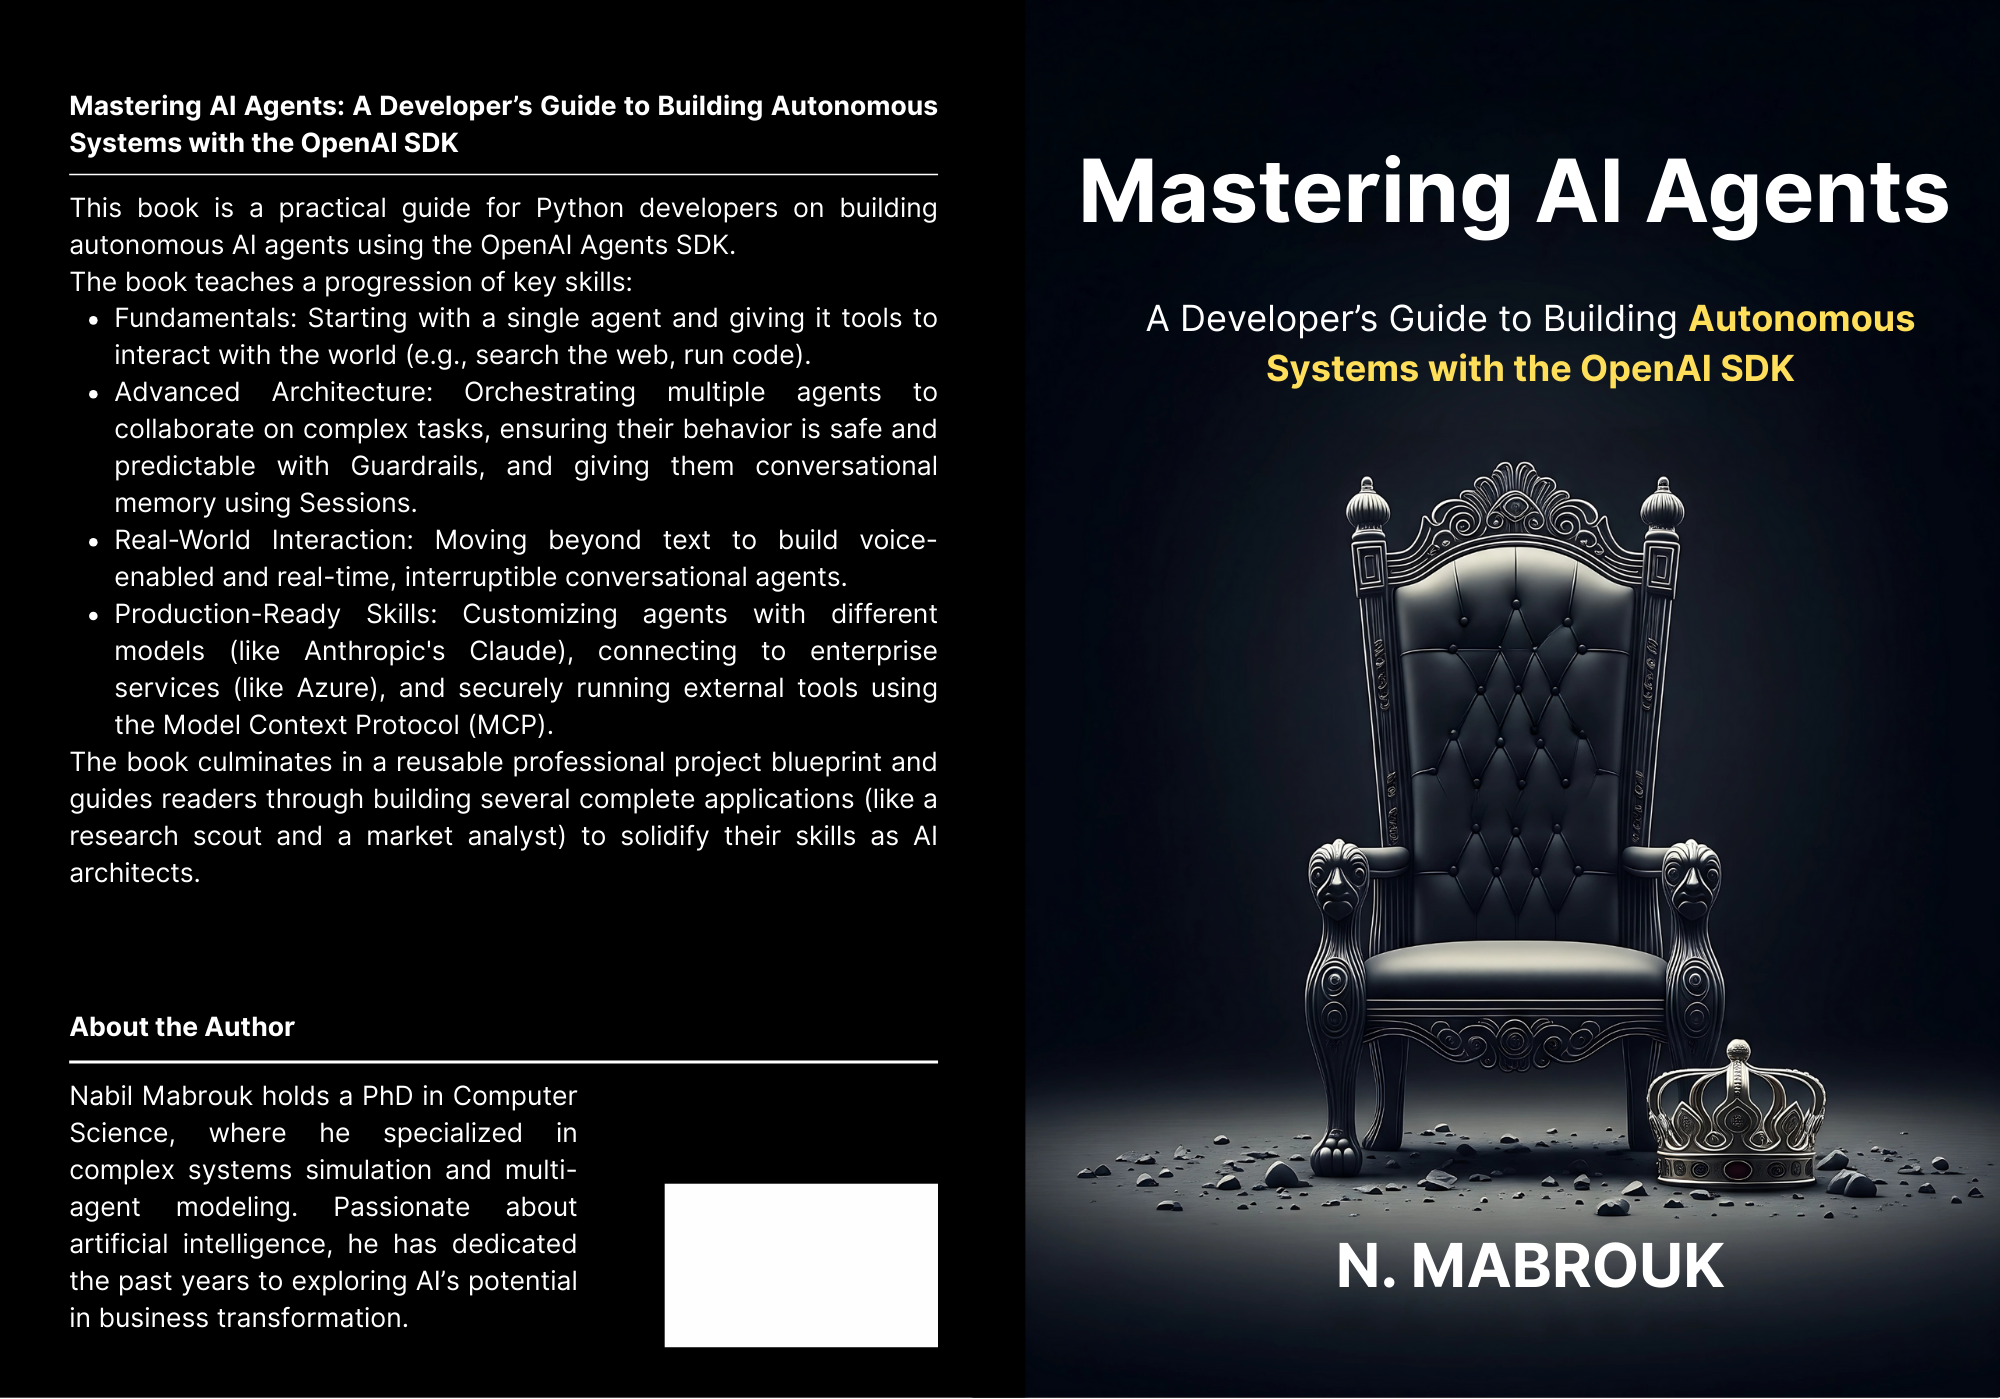 Mastering AI Agents: A Developer’s Guide to Building Autonomous
Systems with the OpenAI SDK
This book is a practical guide for Python developers on building
autonomous AI agents using the OpenAI Agents SDK.
The book teaches a progression of key skills:
• Fundamentals: Starting with a single agent and giving it tools to
interact with the world (e.g., search the web, run code).
• Advanced Architecture: Orchestrating multiple agents to
collaborate on complex tasks, ensuring their behavior is safe and
predictable with Guardrails, and giving them conversational
memory using Sessions.
• Real-World Interaction: Moving beyond text to build voice-
enabled and real-time, interruptible conversational agents.
• Production-Ready Skills: Customizing agents with different
models (like Anthropic's Claude), connecting to enterprise
services (like Azure), and securely running external tools using
the Model Context Protocol (MCP).
The book culminates in a reusable professional project blueprint and
guides readers through building several complete applications (like a
research scout and a market analyst) to solidify their skills as AI
architects.
About the Author
Nabil Mabrouk holds a PhD in Computer
Science, where he specialized in
complex systems simulation and multi-
agent modeling. Passionate about
artificial intelligence, he has dedicated
the past years to exploring AI’s potential
in business transformation.
Mastering AI Agents
A Developer’s Guide to Building Autonomous
Systems with the OpenAI SDK
N. MABROUK